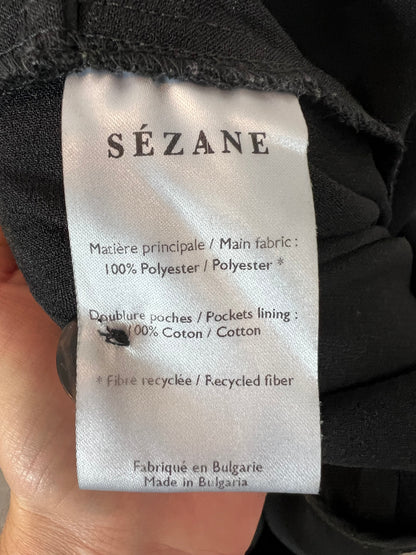 SÉZANE
Matière principale / Main fabric :
100% Polyester / Polyester *
Doublure poches / Pockets lining :
100% Coton / Cotton
* Fibre recyclée / Recycled fiber
Fabriqué en Bulgarie
Made in Bulgaria